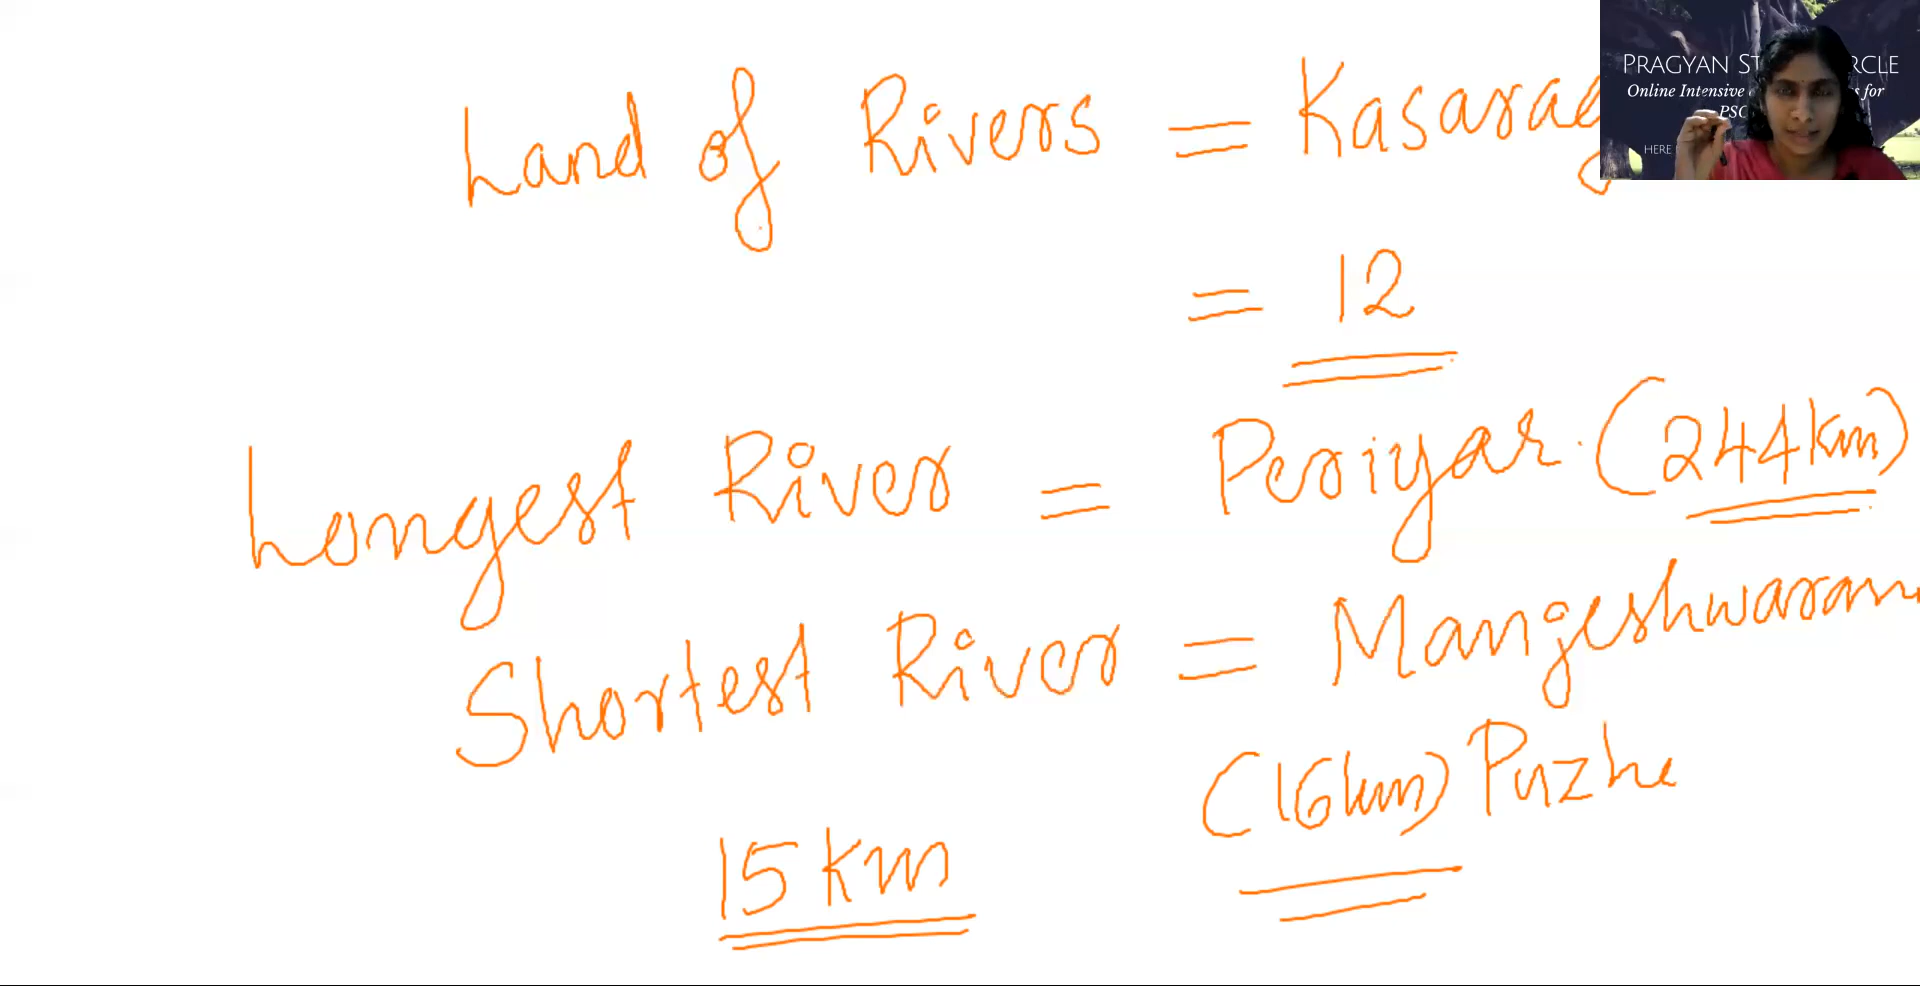 PRAGYAN ST RCLE
Online Intensive s for
PSC
HERE
Land of Rivers = Kasarag
= 12
Longest River = Periyar. (244km)
Shortest River = Manjeshwaram
(16km) Puzha
15 km